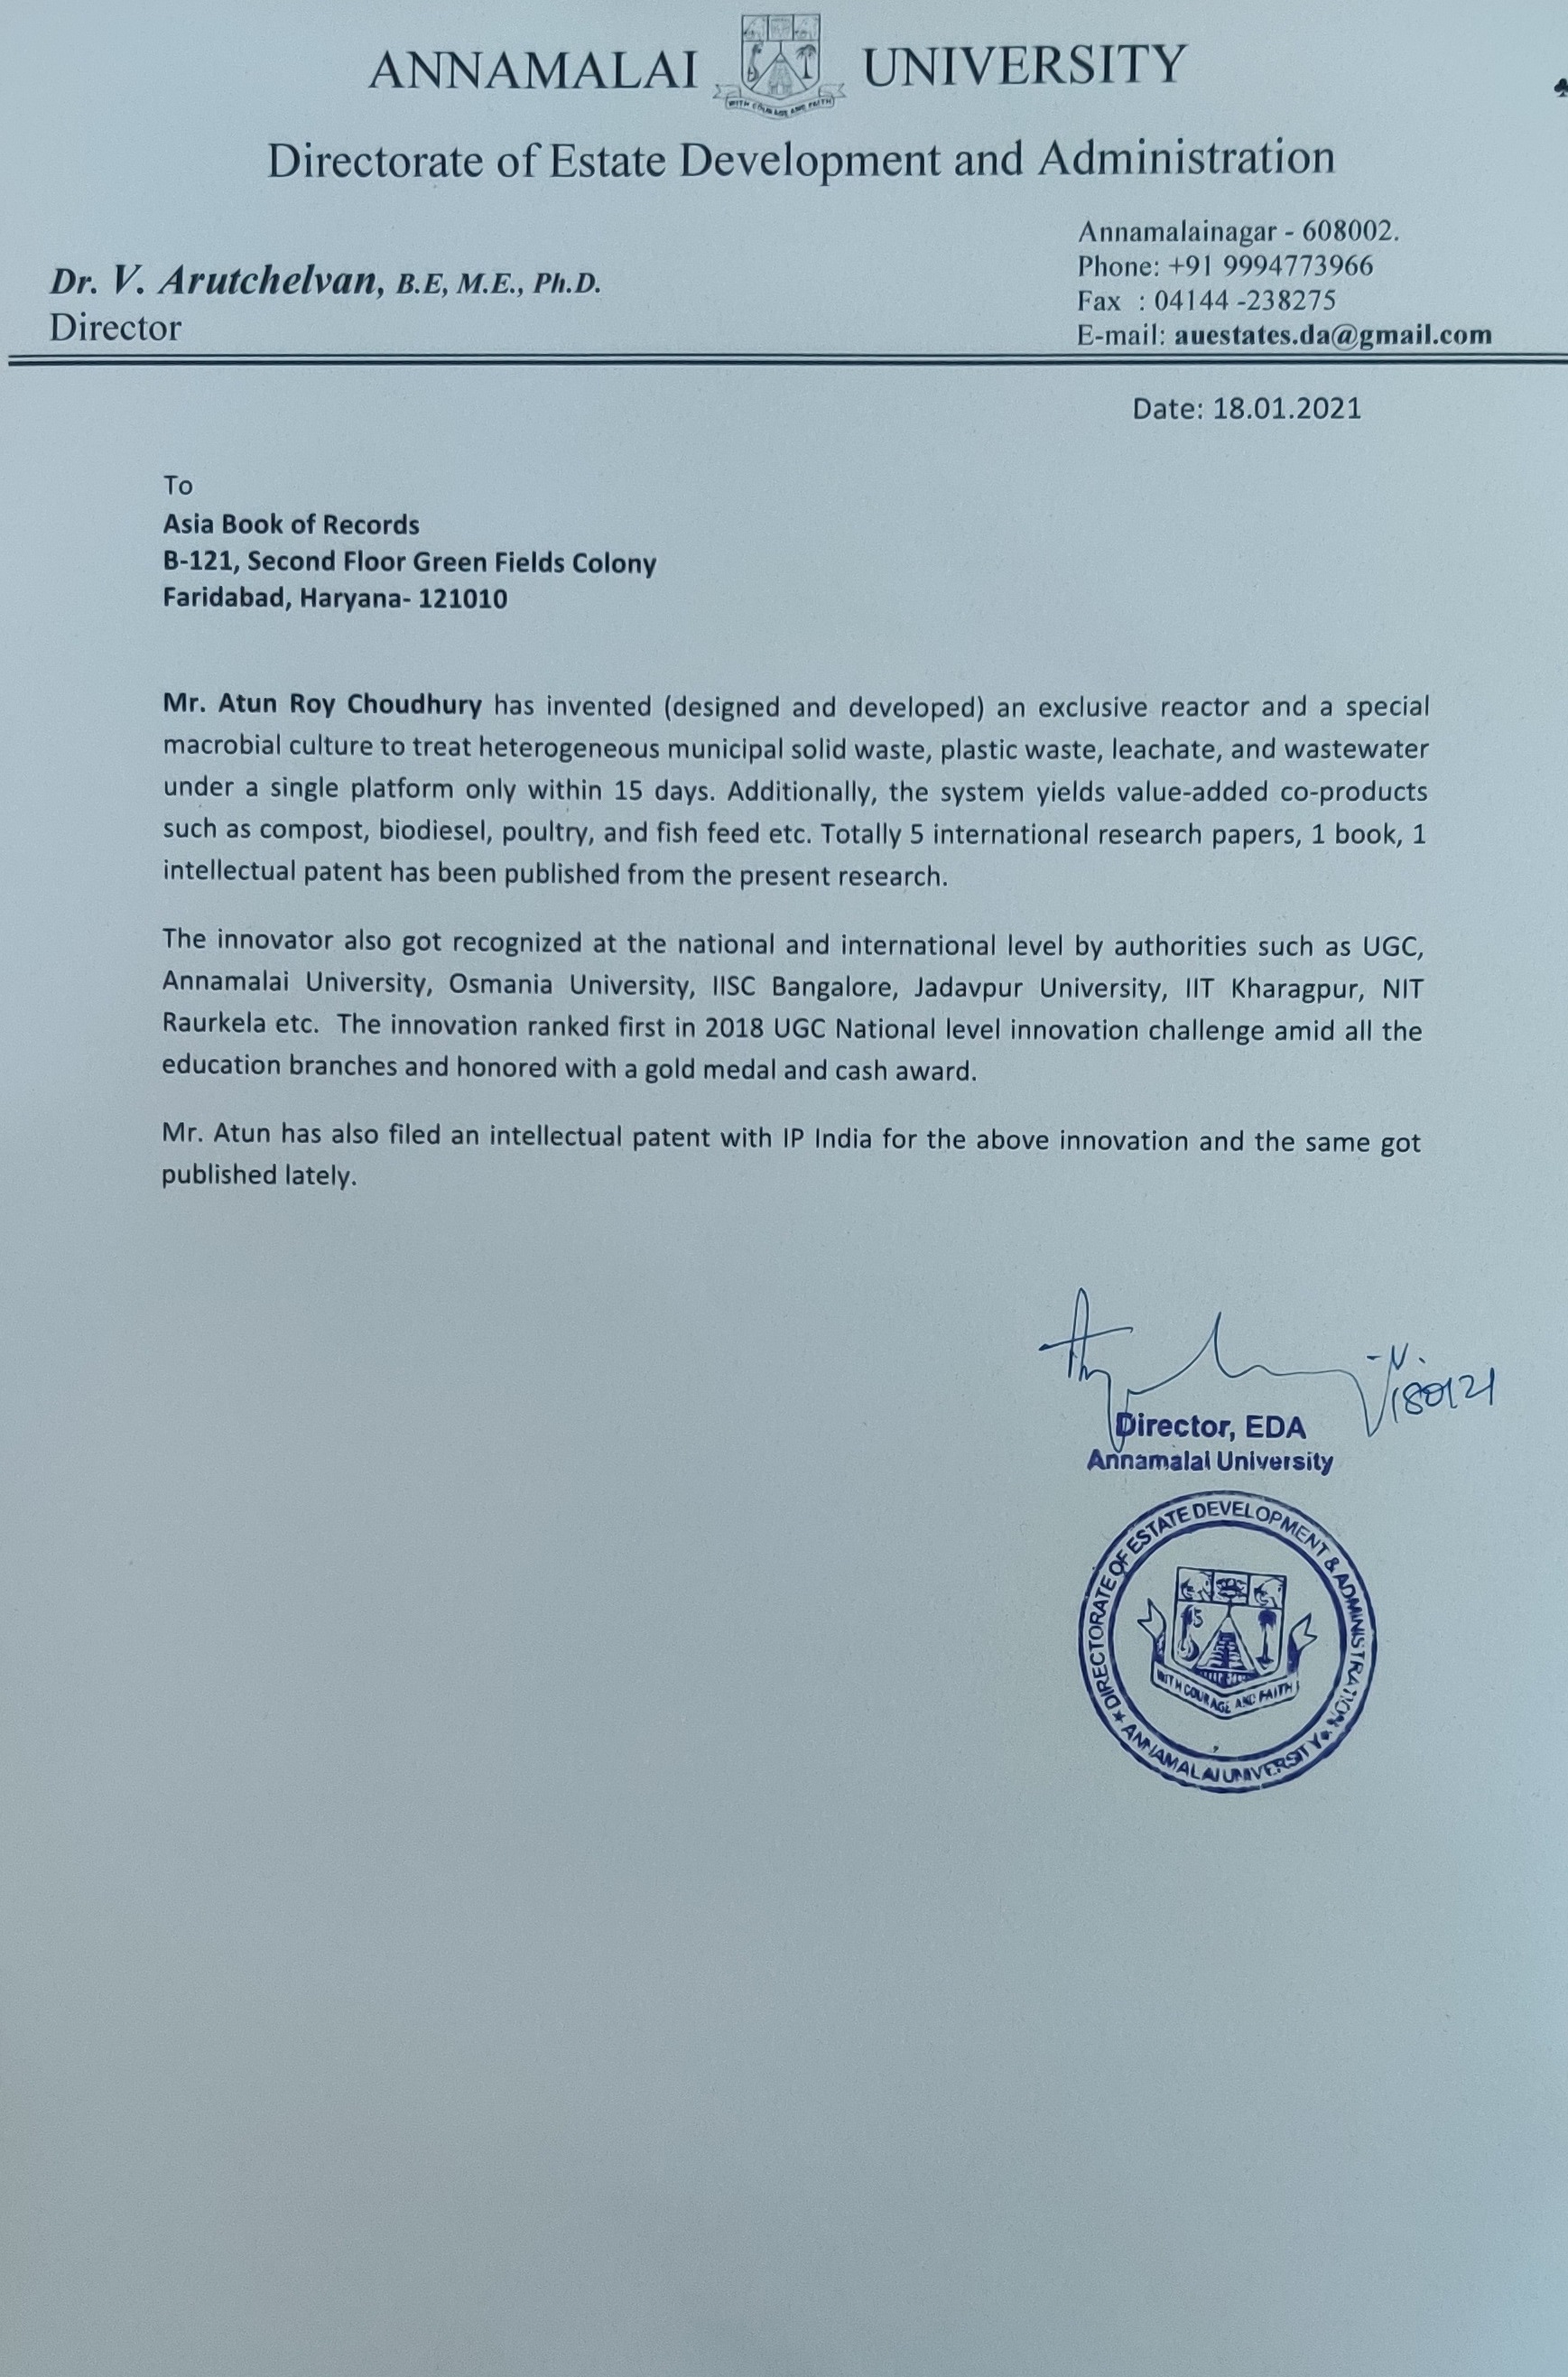 ANNAMALAI UNIVERSITY
WITH COURAGE AND FAITH
Directorate of Estate Development and Administration
Dr. V. Arutchelvan, B.E, M.E., Ph.D.
Director
Annamalainagar - 608002.
Phone: +91 9994773966
Fax : 04144 -238275
E-mail: auestates.da@gmail.com
Date: 18.01.2021
To
Asia Book of Records
B-121, Second Floor Green Fields Colony
Faridabad, Haryana- 121010
Mr. Atun Roy Choudhury has invented (designed and developed) an exclusive reactor and a special
macrobial culture to treat heterogeneous municipal solid waste, plastic waste, leachate, and wastewater
under a single platform only within 15 days. Additionally, the system yields value-added co-products
such as compost, biodiesel, poultry, and fish feed etc. Totally 5 international research papers, 1 book, 1
intellectual patent has been published from the present research.
The innovator also got recognized at the national and international level by authorities such as UGC,
Annamalai University, Osmania University, IISC Bangalore, Jadavpur University, IIT Kharagpur, NIT
Raurkela etc. The innovation ranked first in 2018 UGC National level innovation challenge amid all the
education branches and honored with a gold medal and cash award.
Mr. Atun has also filed an intellectual patent with IP India for the above innovation and the same got
published lately.
Director, EDA
Annamalai University
DIRECTORATE OF ESTATE DEVELOPMENT & ADMINISTRATION
WITH COURAGE AND FAITH
ANNAMALAI UNIVERSITY